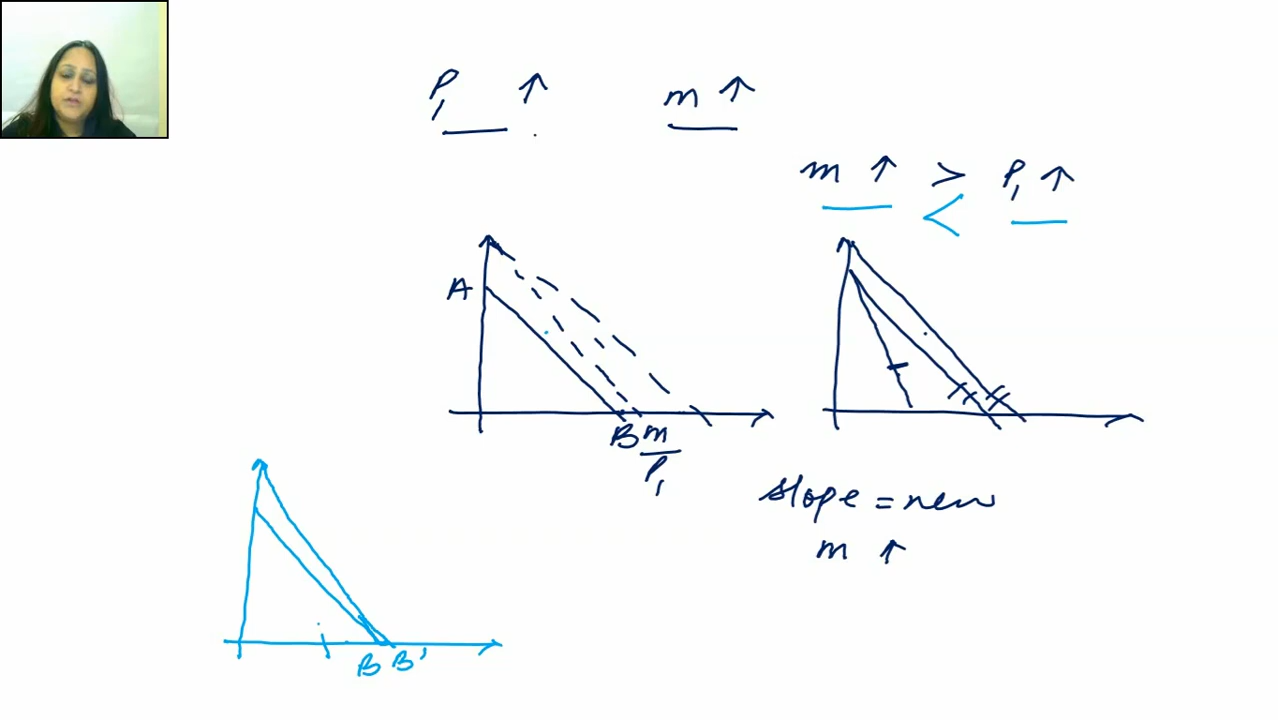 P₁ ↑ m ↑
m ↑ > P₁ ↑
<
A
B m/P₁
slope = new
m ↑
B B'